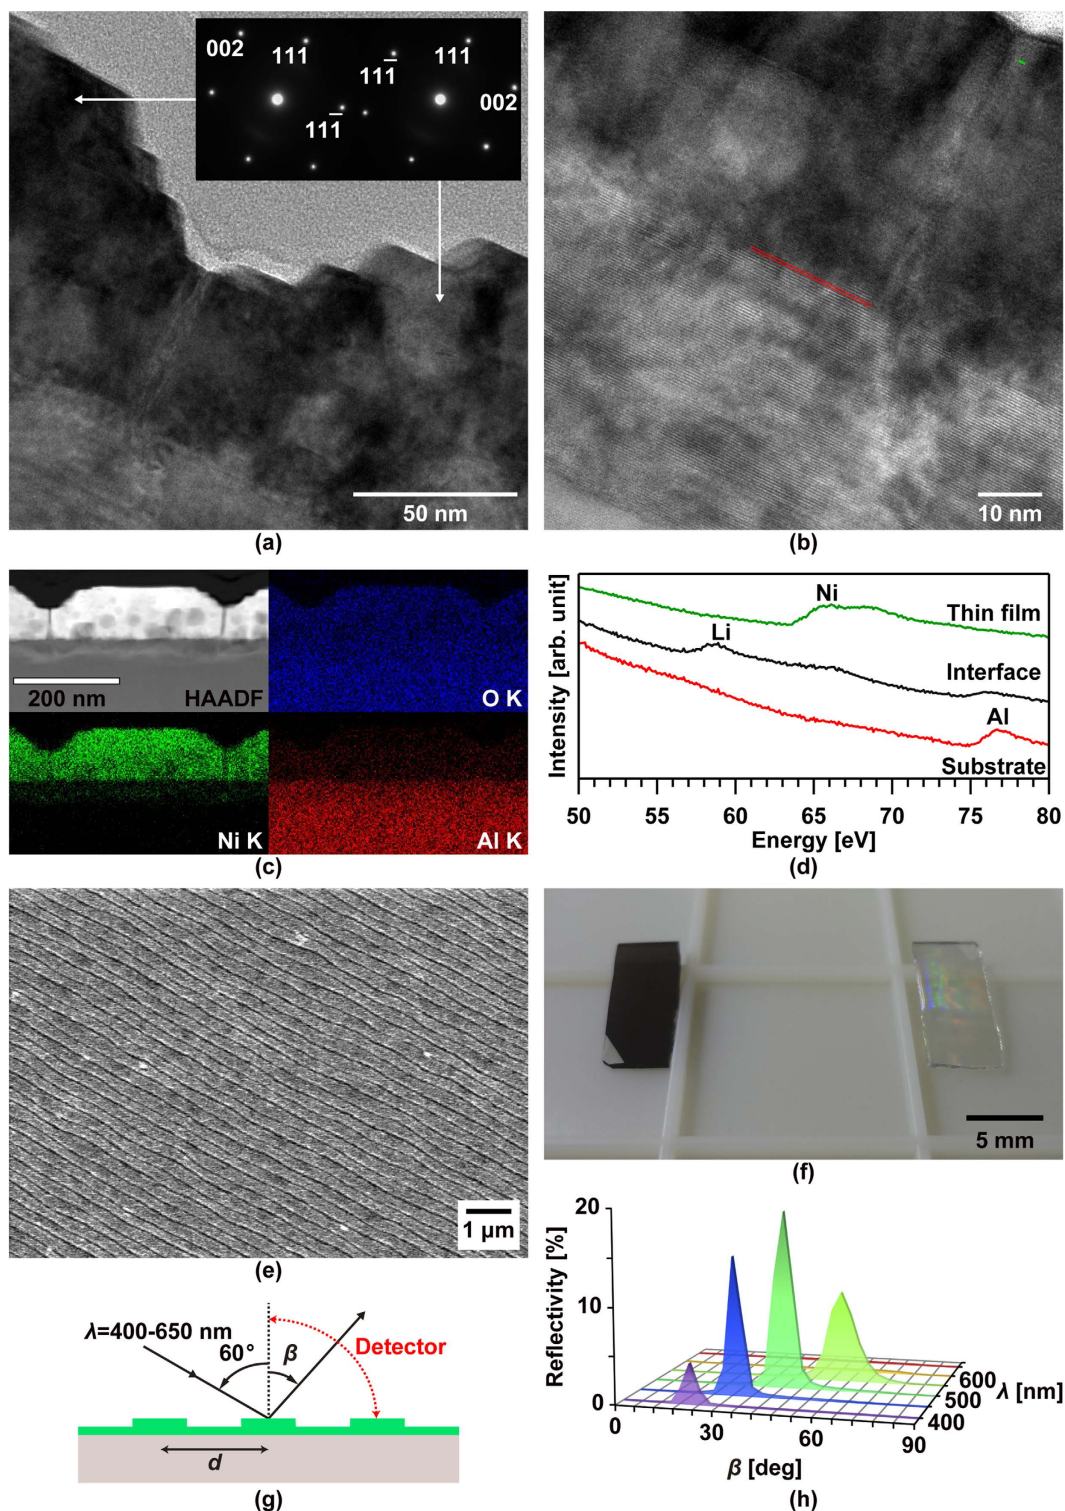 002
111
111̅
111
111̅
002
50 nm
(a)
10 nm
(b)
200 nm
HAADF
O K
Ni K
Al K
(c)
Intensity [arb. unit]
Ni
Thin film
Li
Interface
Al
Substrate
50 55 60 65 70 75 80
Energy [eV]
(d)
1 μm
(e)
5 mm
(f)
λ=400-650 nm
60°
β
Detector
d
(g)
Reflectivity [%]
20
10
0
0 30 60 90
β [deg]
600
500
400
λ [nm]
(h)